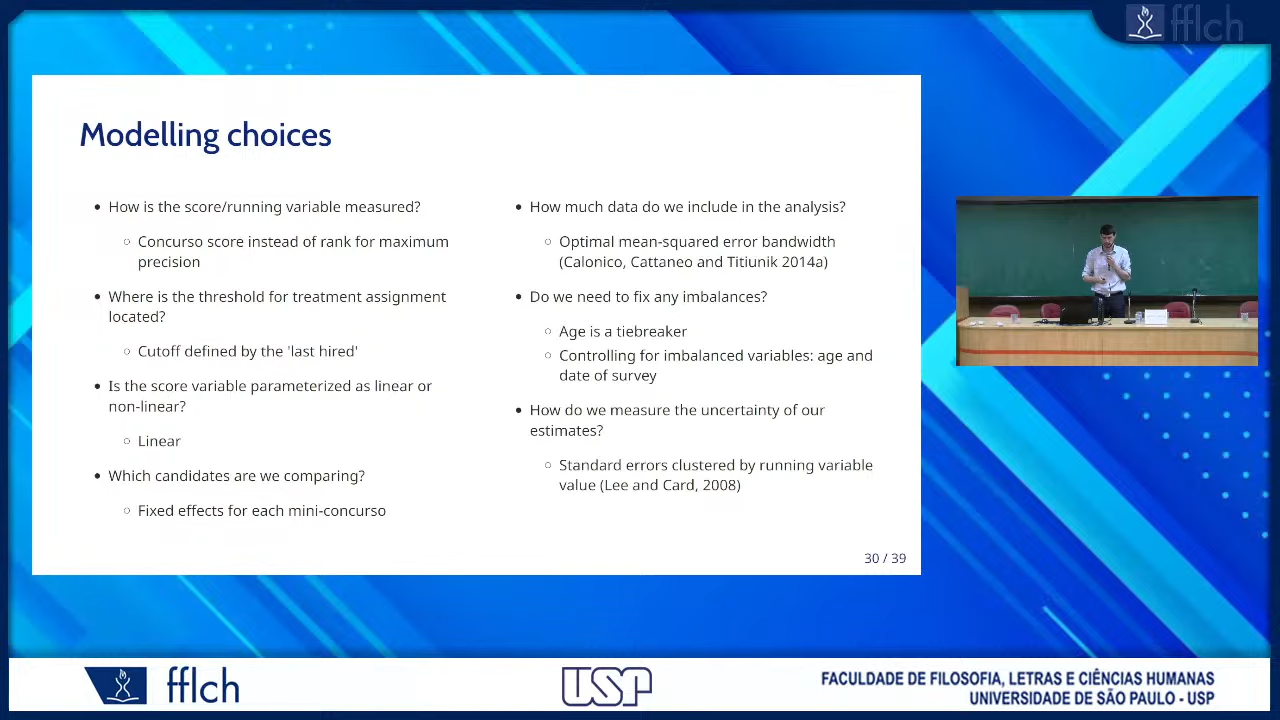 fflch
Modelling choices
• How is the score/running variable measured?
○ Concurso score instead of rank for maximum
precision
• Where is the threshold for treatment assignment
located?
○ Cutoff defined by the 'last hired'
• Is the score variable parameterized as linear or
non-linear?
○ Linear
• Which candidates are we comparing?
○ Fixed effects for each mini-concurso
• How much data do we include in the analysis?
○ Optimal mean-squared error bandwidth
(Calonico, Cattaneo and Titiunik 2014a)
• Do we need to fix any imbalances?
○ Age is a tiebreaker
○ Controlling for imbalanced variables: age and
date of survey
• How do we measure the uncertainty of our
estimates?
○ Standard errors clustered by running variable
value (Lee and Card, 2008)
30 / 39
fflch
USP
FACULDADE DE FILOSOFIA, LETRAS E CIÊNCIAS HUMANAS
UNIVERSIDADE DE SÃO PAULO - USP